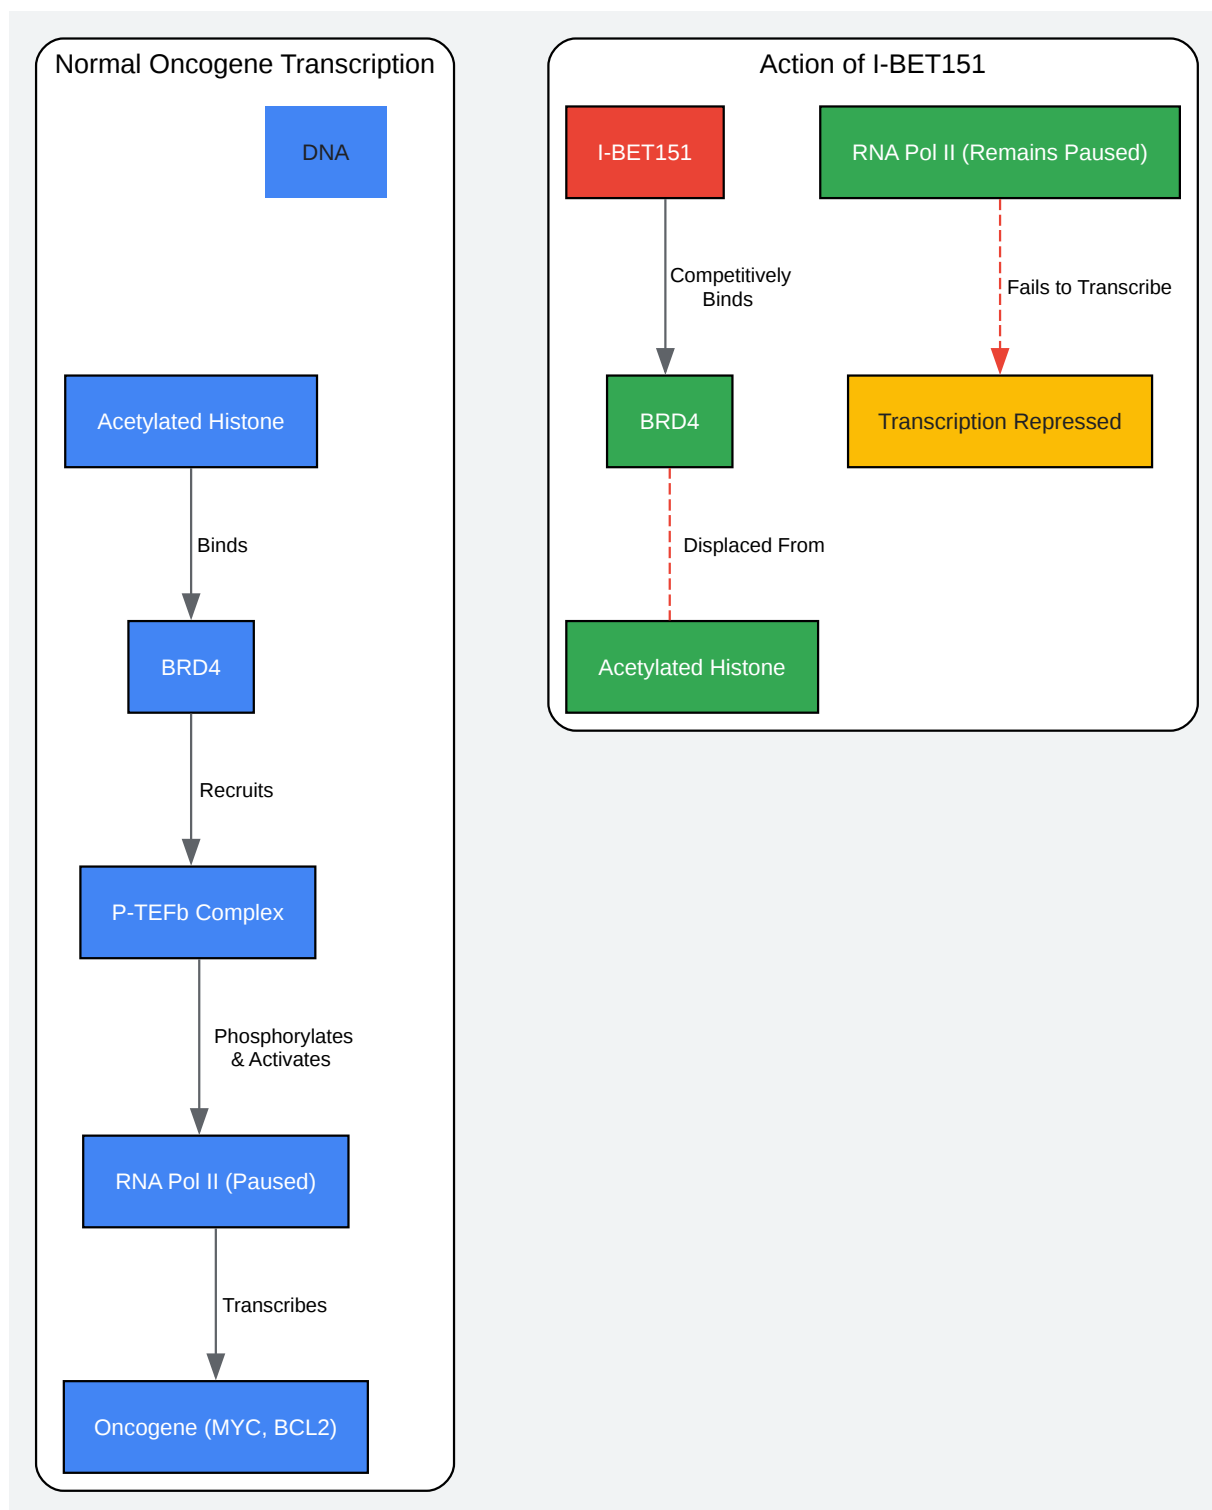 Normal Oncogene Transcription
DNA
Acetylated Histone
Binds
BRD4
Recruits
P-TEFb Complex
Phosphorylates
& Activates
RNA Pol II (Paused)
Transcribes
Oncogene (MYC, BCL2)
Action of I-BET151
I-BET151
RNA Pol II (Remains Paused)
Competitively
Binds
Fails to Transcribe
BRD4
Transcription Repressed
Displaced From
Acetylated Histone